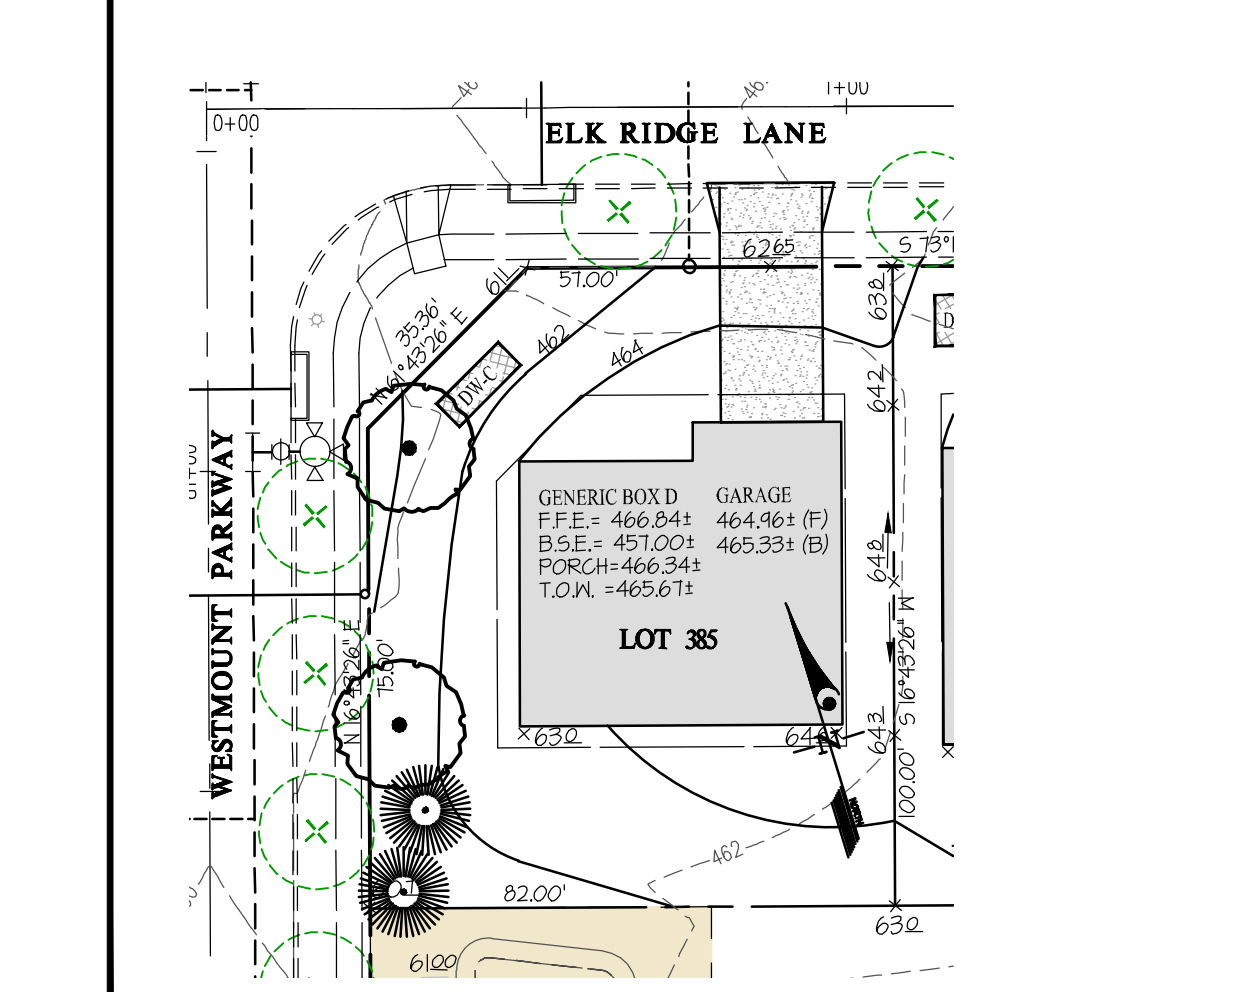 1+00
0+00
ELK RIDGE LANE
6265
S 73°
57.00'
611
638
35.36'
N 61°43'26" E
462
464
DW-C
D
642
WESTMOUNT PARKWAY
GENERIC BOX D
F.F.E.= 466.84±
B.S.E.= 457.00±
PORCH=466.34±
T.O.W. =465.67±
GARAGE
464.96± (F)
465.33± (B)
648
LOT 385
N 16°43'26" E
75.00'
100.00' S 16°43'26" W
630
643
NORTH
462
82.00'
630
6100